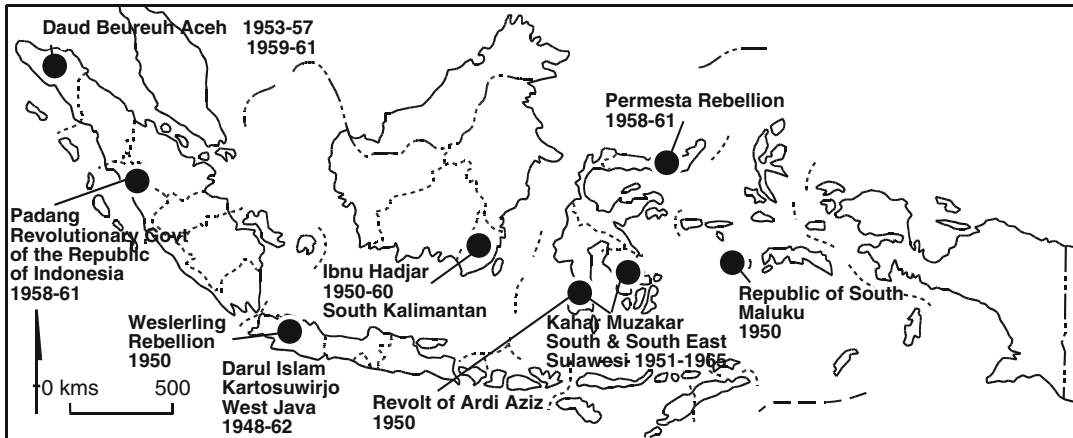 Daud Beureuh Aceh 1953-57
1959-61
Permesta Rebellion
1958-61
Padang
Revolutionary Govt
of the Republic
of Indonesia
1958-61
Ibnu Hadjar
1950-60
South Kalimantan
Republic of South
Maluku
1950
Weslerling
Rebellion
1950
Kahar Muzakar
South & South East
Sulawesi 1951-1965
Darul Islam
Kartosuwirjo
West Java
1948-62
Revolt of Ardi Aziz
1950
0 kms 500